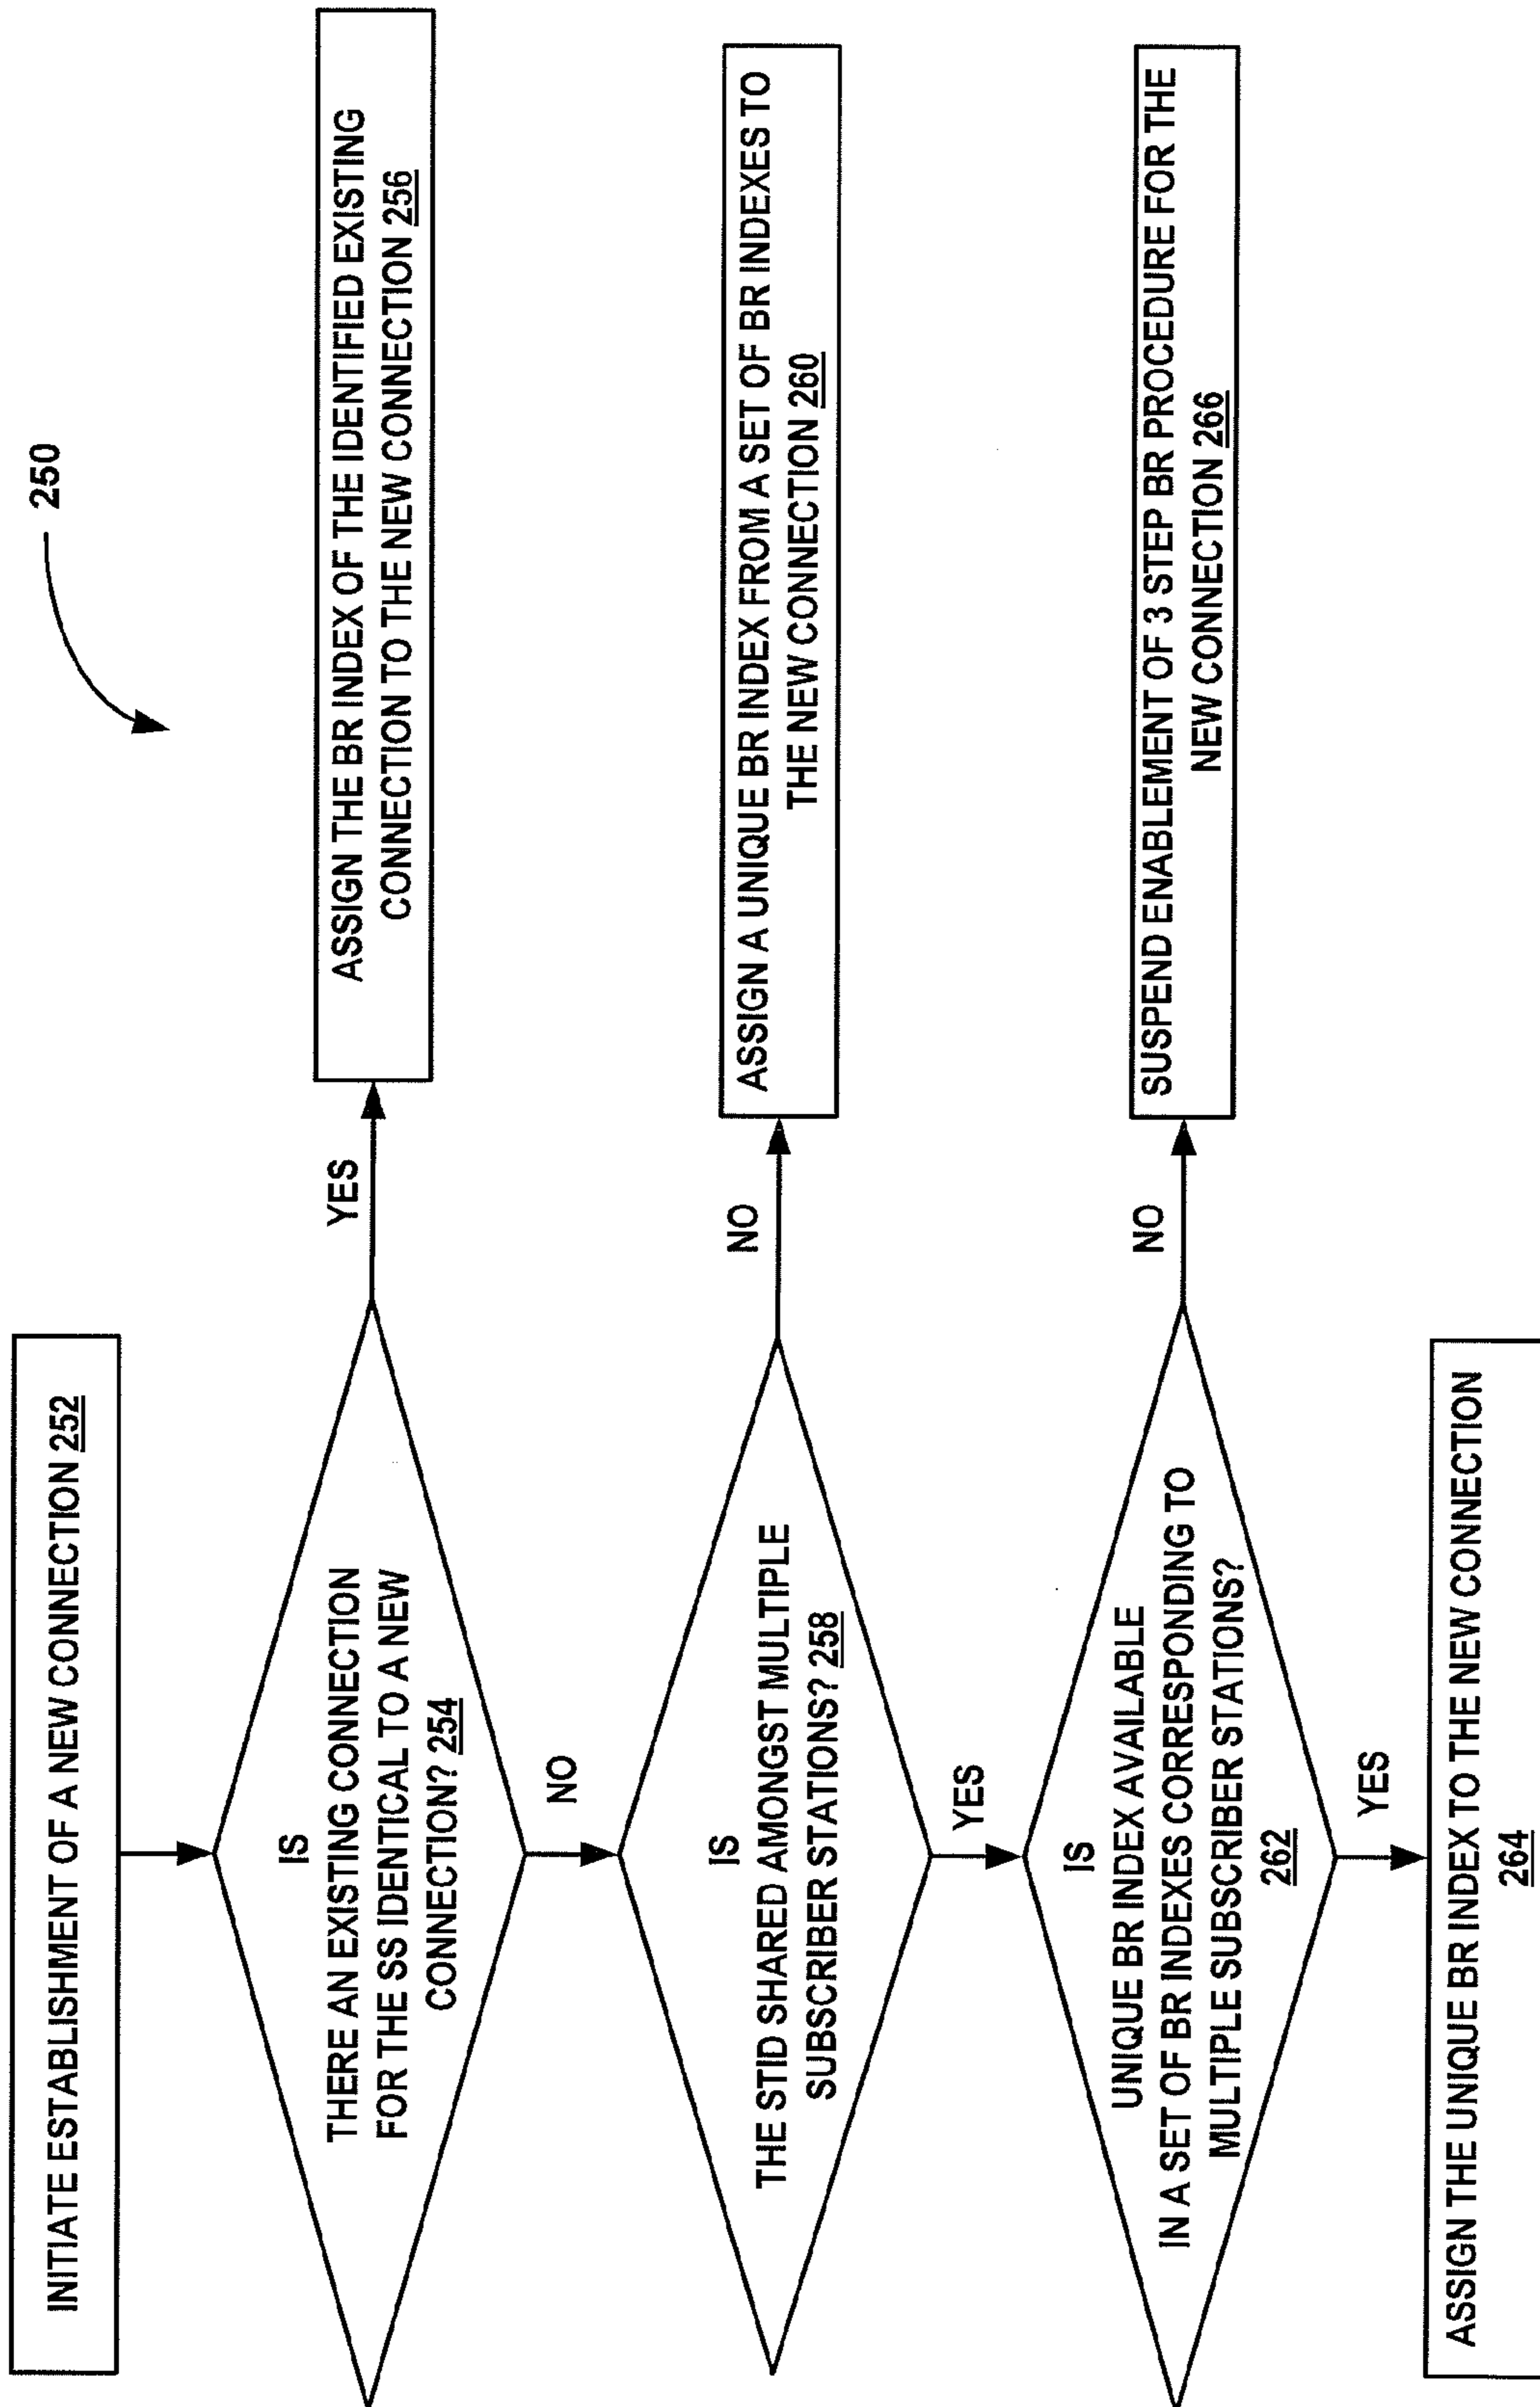 250
INITIATE ESTABLISHMENT OF A NEW CONNECTION 252
IS
THERE AN EXISTING CONNECTION
FOR THE SS IDENTICAL TO A NEW
CONNECTION? 254
YES
ASSIGN THE BR INDEX OF THE IDENTIFIED EXISTING
CONNECTION TO THE NEW CONNECTION 256
NO
IS
THE STID SHARED AMONGST MULTIPLE
SUBSCRIBER STATIONS? 258
NO
ASSIGN A UNIQUE BR INDEX FROM A SET OF BR INDEXES TO
THE NEW CONNECTION 260
YES
IS
UNIQUE BR INDEX AVAILABLE
IN A SET OF BR INDEXES CORRESPONDING TO
MULTIPLE SUBSCRIBER STATIONS?
262
NO
SUSPEND ENABLEMENT OF 3 STEP BR PROCEDURE FOR THE
NEW CONNECTION 266
YES
ASSIGN THE UNIQUE BR INDEX TO THE NEW CONNECTION
264